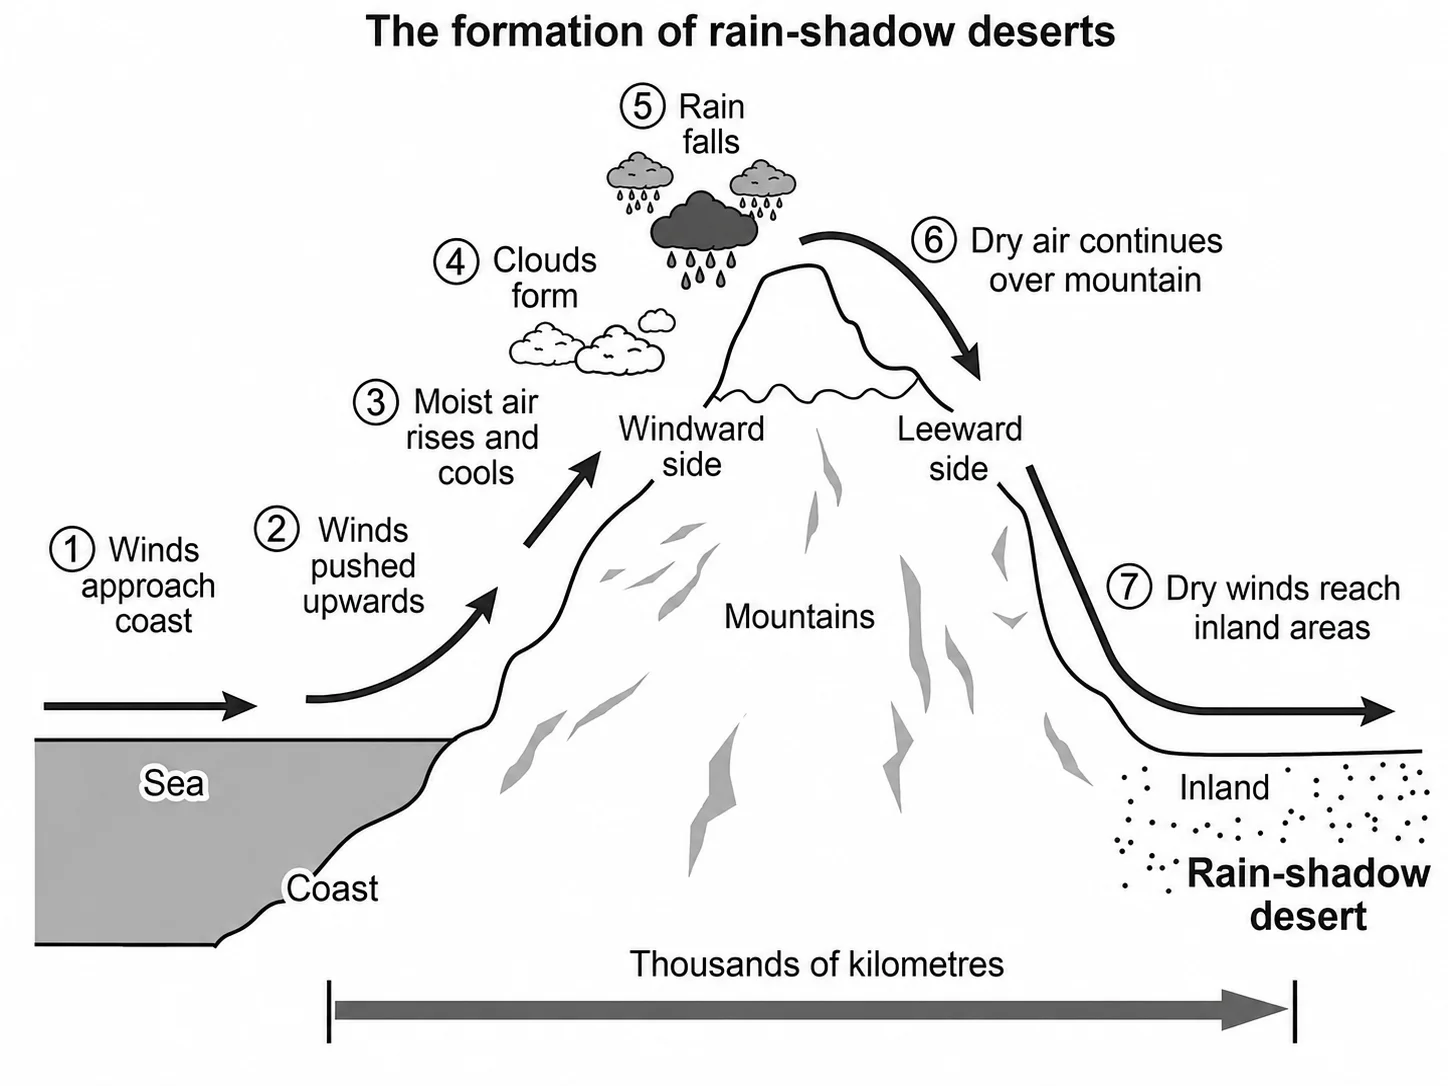 The formation of rain-shadow deserts
① Winds
approach
coast
② Winds
pushed
upwards
③ Moist air
rises and
cools
④ Clouds
form
⑤ Rain
falls
⑥ Dry air continues
over mountain
⑦ Dry winds reach
inland areas
Windward
side
Leeward
side
Mountains
Sea
Coast
Inland
Rain-shadow
desert
Thousands of kilometres